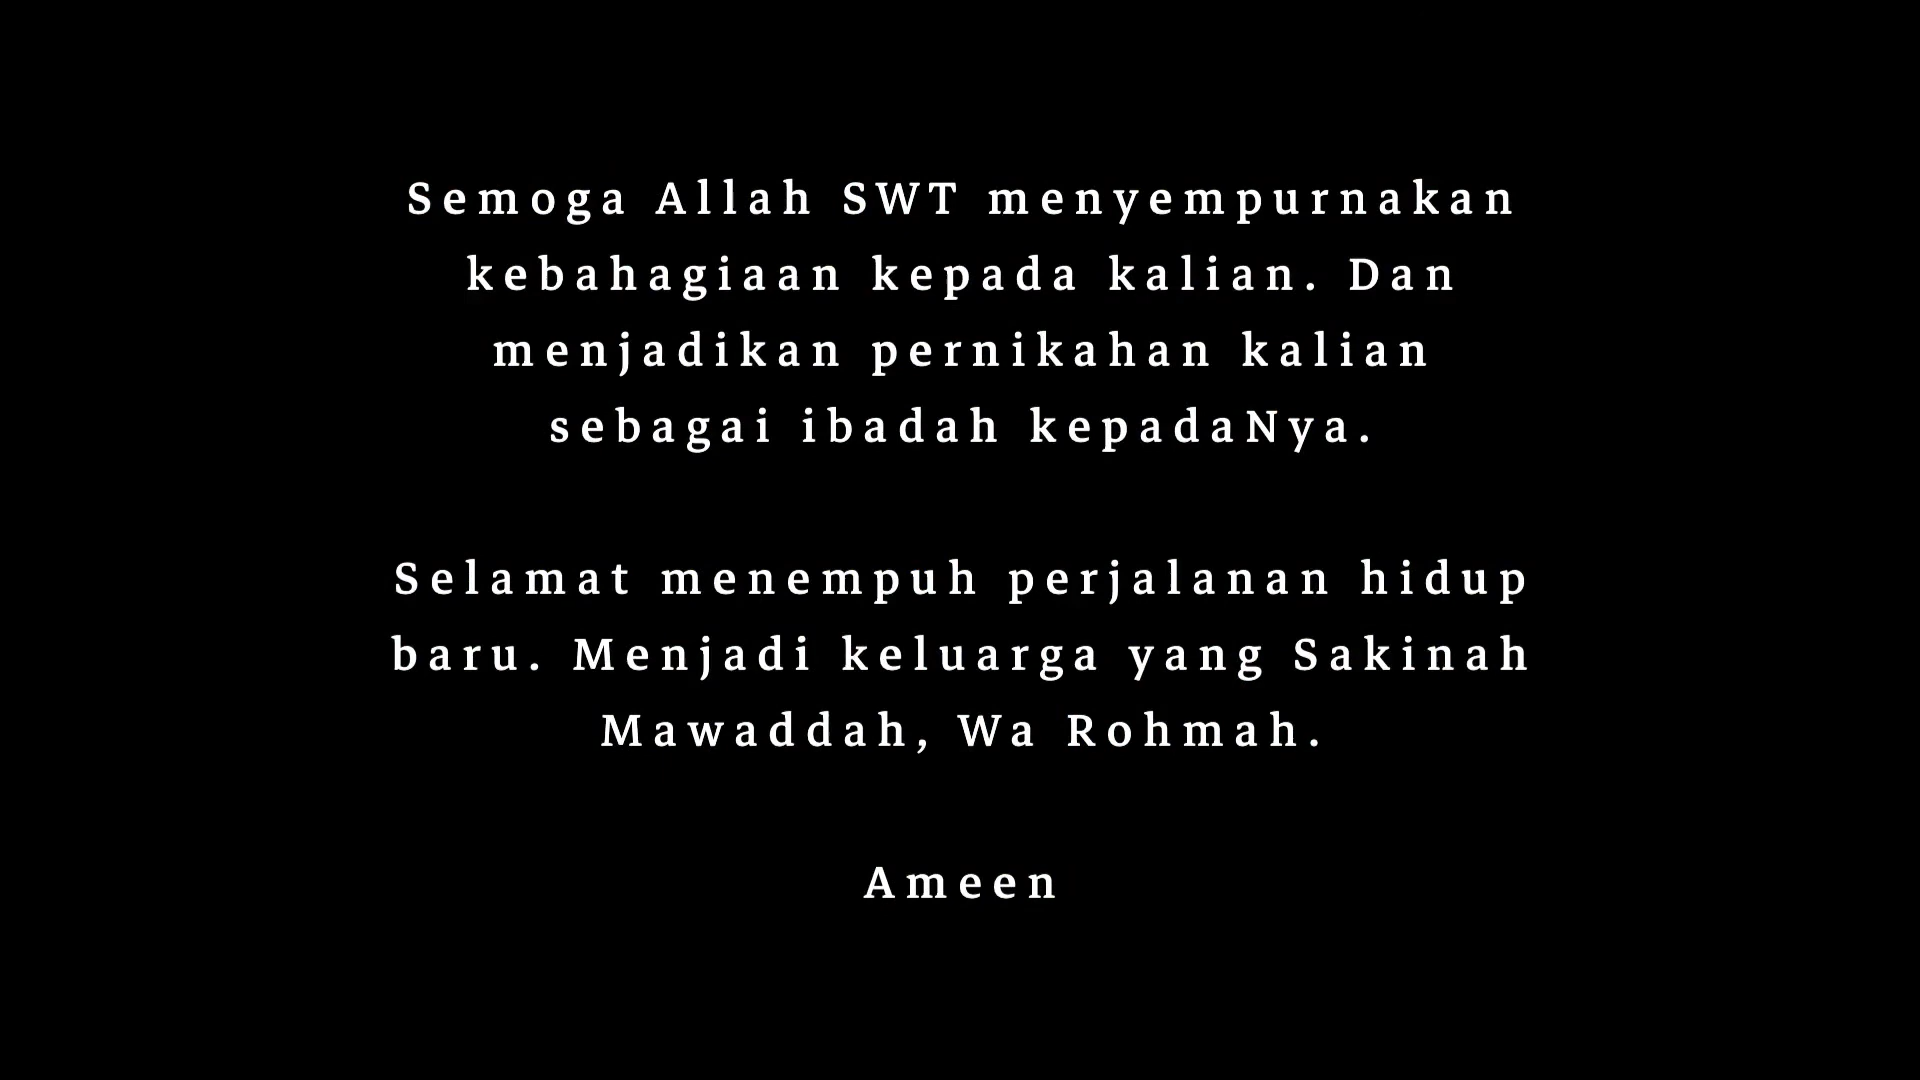 Semoga Allah SWT menyempurnakan
kebahagiaan kepada kalian. Dan
menjadikan pernikahan kalian
sebagai ibadah kepadaNya.
Selamat menempuh perjalanan hidup
baru. Menjadi keluarga yang Sakinah
Mawaddah, Wa Rohmah.
Ameen